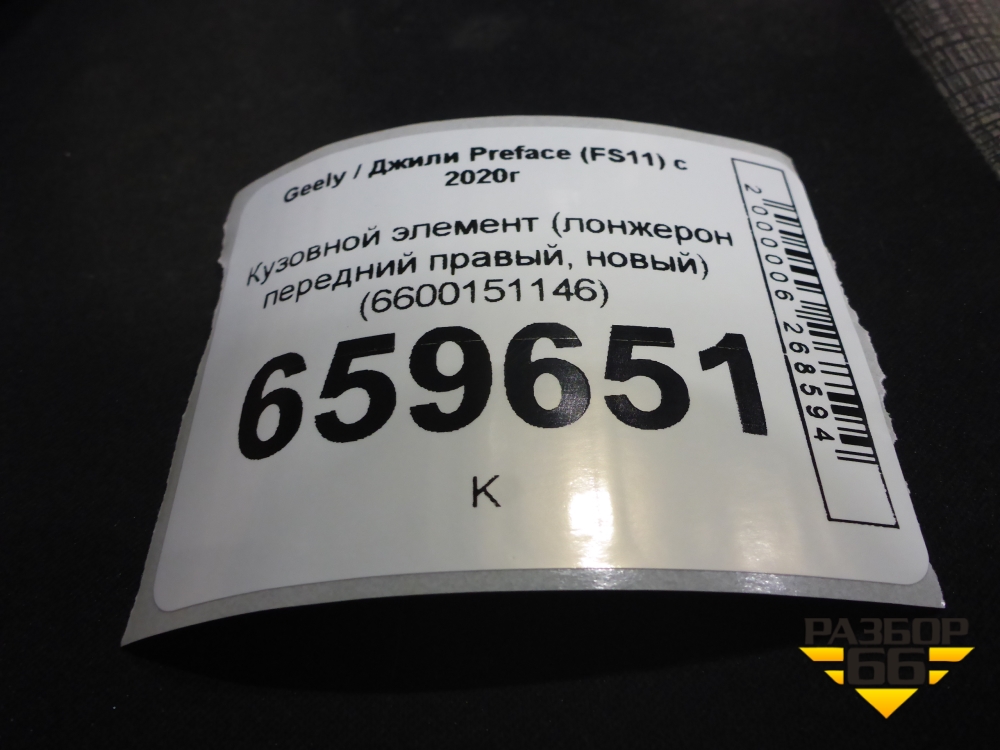 Geely / Джили Preface (FS11) с
2020г
Кузовной элемент (лонжерон
передний правый, новый)
(6600151146)
659651
К
2000006268594
РАЗБОР
66